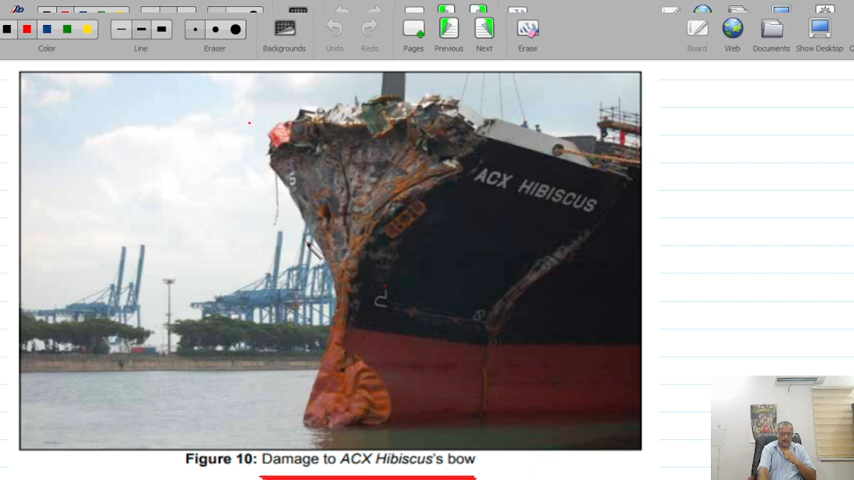 Color
Line
Eraser
Backgrounds
Undo
Redo
Pages
Previous
Next
Erase
Board
Web
Documents
Show Desktop
ACX HIBISCUS
Figure 10: Damage to ACX Hibiscus's bow